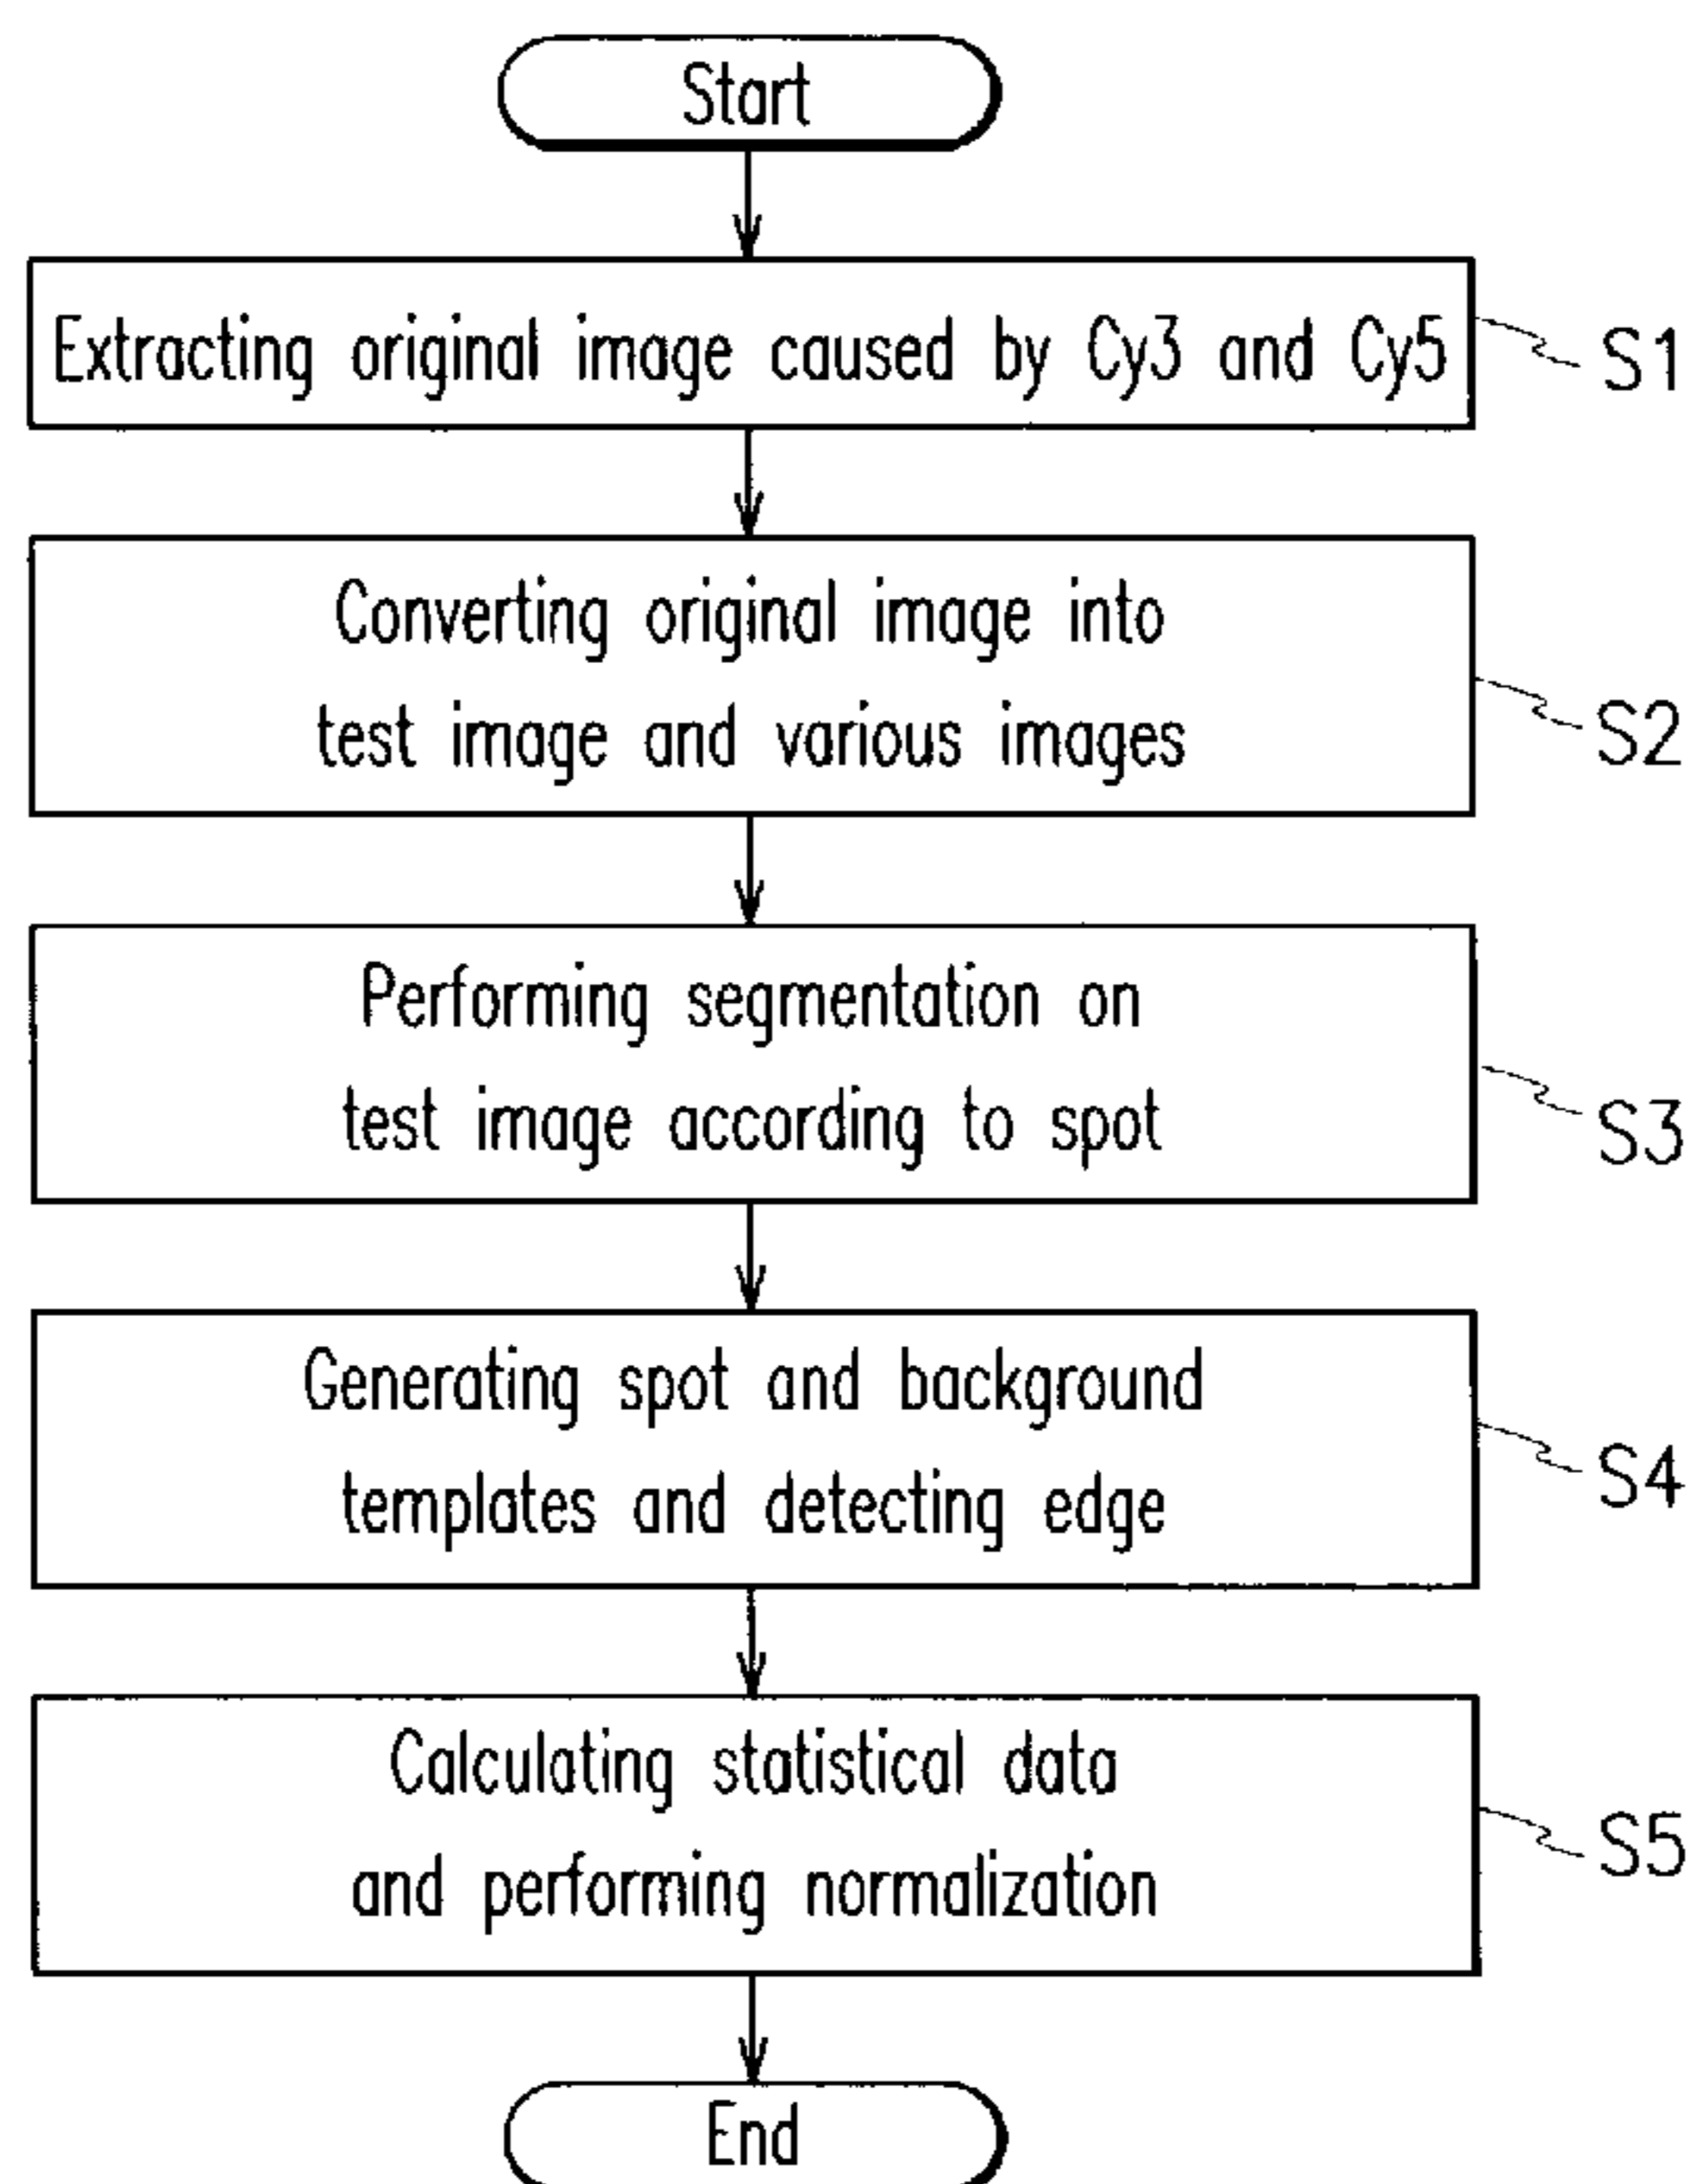 Start
Extracting original image caused by Cy3 and Cy5
S1
Converting original image into
test image and various images
S2
Performing segmentation on
test image according to spot
S3
Generating spot and background
templates and detecting edge
S4
Calculating statistical data
and performing normalization
S5
End